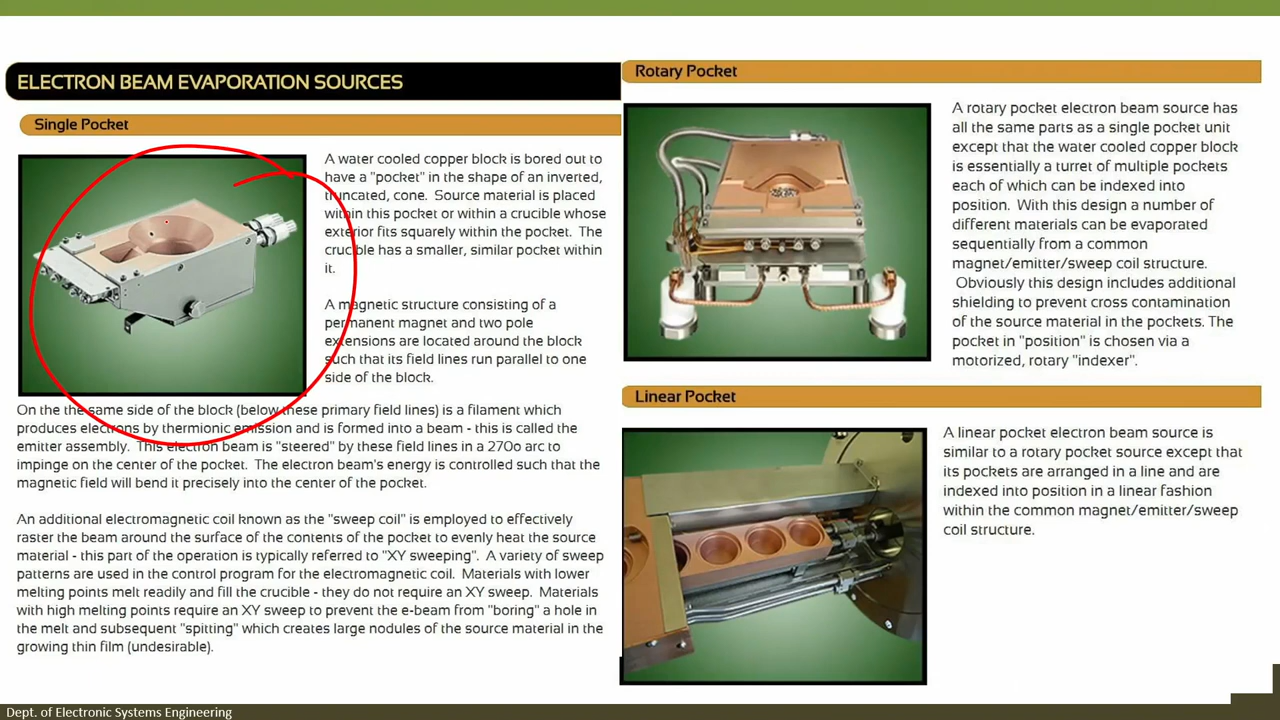 ELECTRON BEAM EVAPORATION SOURCES
Single Pocket
A water cooled copper block is bored out to
have a "pocket" in the shape of an inverted,
truncated, cone. Source material is placed
within this pocket or within a crucible whose
exterior fits squarely within the pocket. The
crucible has a smaller, similar pocket within
it.
A magnetic structure consisting of a
permanent magnet and two pole
extensions are located around the block
such that its field lines run parallel to one
side of the block.
On the the same side of the block (below these primary field lines) is a filament which
produces electrons by thermionic emission and is formed into a beam - this is called the
emitter assembly. This electron beam is "steered" by these field lines in a 270o arc to
impinge on the center of the pocket. The electron beam's energy is controlled such that the
magnetic field will bend it precisely into the center of the pocket.
An additional electromagnetic coil known as the "sweep coil" is employed to effectively
raster the beam around the surface of the contents of the pocket to evenly heat the source
material - this part of the operation is typically referred to "XY sweeping". A variety of sweep
patterns are used in the control program for the electromagnetic coil. Materials with lower
melting points melt readily and fill the crucible - they do not require an XY sweep. Materials
with high melting points require an XY sweep to prevent the e-beam from "boring" a hole in
the melt and subsequent "spitting" which creates large nodules of the source material in the
growing thin film (undesirable).
Rotary Pocket
A rotary pocket electron beam source has
all the same parts as a single pocket unit
except that the water cooled copper block
is essentially a turret of multiple pockets
each of which can be indexed into
position. With this design a number of
different materials can be evaporated
sequentially from a common
magnet/emitter/sweep coil structure.
Obviously this design includes additional
shielding to prevent cross contamination
of the source material in the pockets. The
pocket in "position" is chosen via a
motorized, rotary "indexer".
Linear Pocket
A linear pocket electron beam source is
similar to a rotary pocket source except that
its pockets are arranged in a line and are
indexed into position in a linear fashion
within the common magnet/emitter/sweep
coil structure.
Dept. of Electronic Systems Engineering